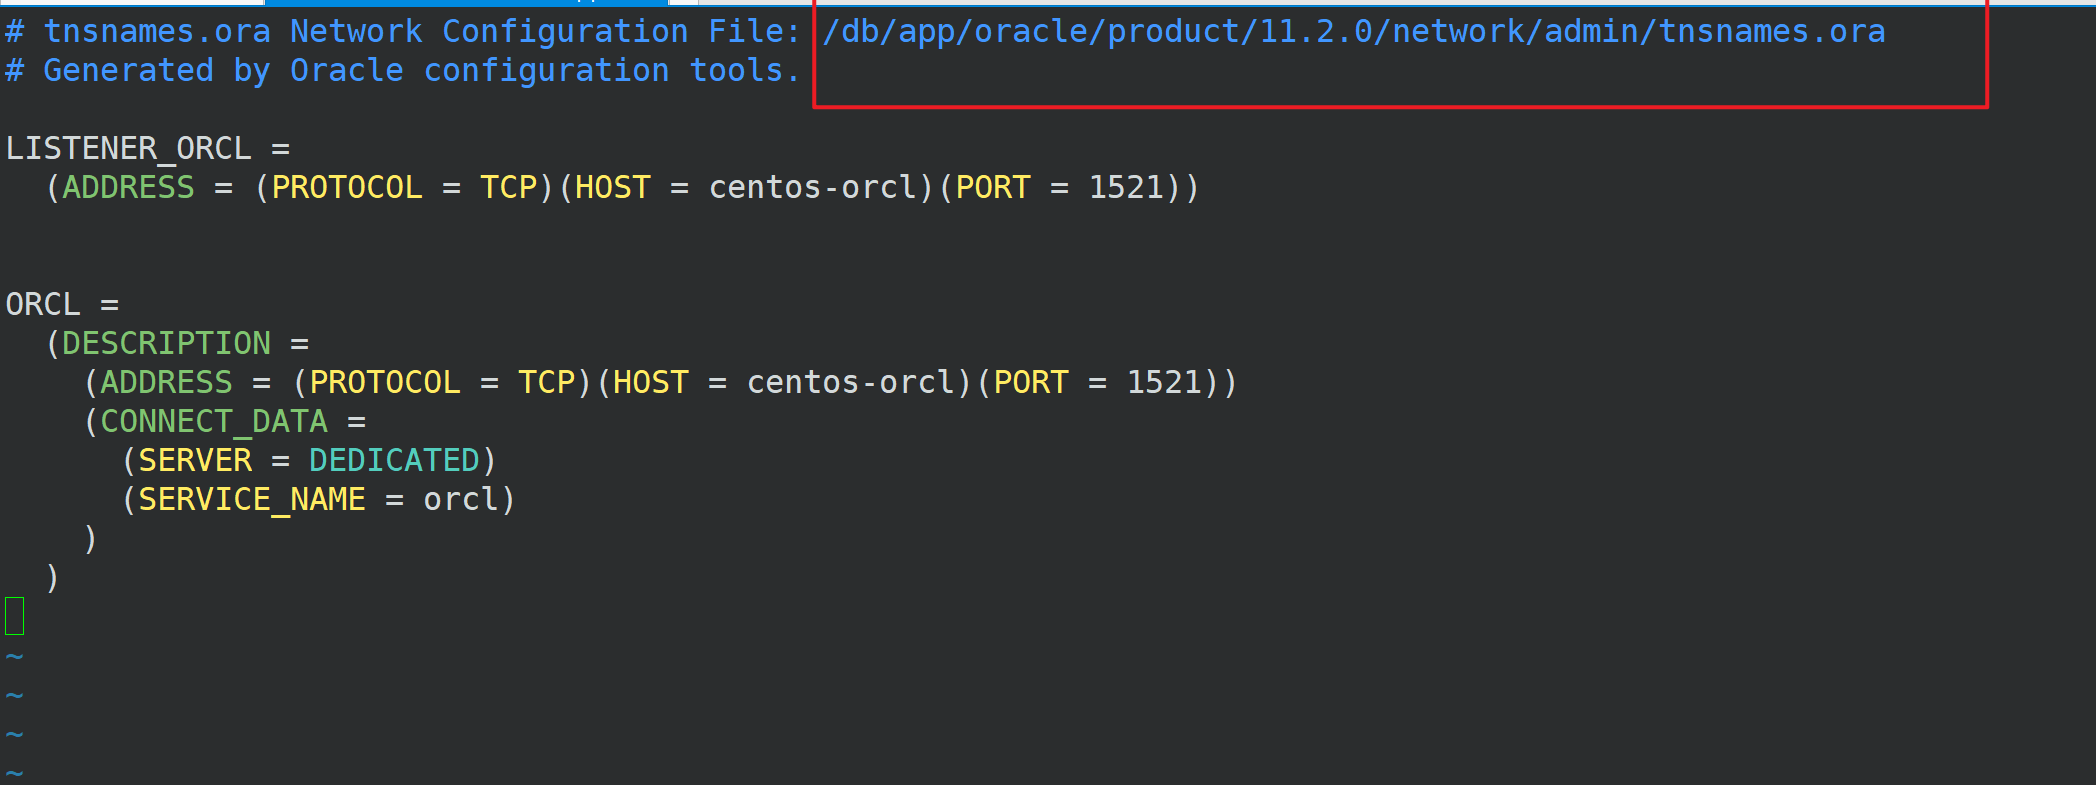 # tnsnames.ora Network Configuration File: /db/app/oracle/product/11.2.0/network/admin/tnsnames.ora
# Generated by Oracle configuration tools.

LISTENER_ORCL =
  (ADDRESS = (PROTOCOL = TCP)(HOST = centos-orcl)(PORT = 1521))


ORCL =
  (DESCRIPTION =
    (ADDRESS = (PROTOCOL = TCP)(HOST = centos-orcl)(PORT = 1521))
    (CONNECT_DATA =
      (SERVER = DEDICATED)
      (SERVICE_NAME = orcl)
    )
  )

~
~
~
~